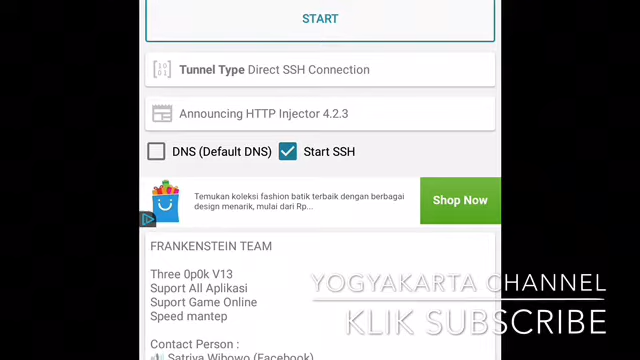 START
Tunnel Type Direct SSH Connection
Announcing HTTP Injector 4.2.3
DNS (Default DNS) Start SSH
Temukan koleksi fashion batik terbaik dengan berbagai
design menarik, mulai dari Rp...
Shop Now
FRANKENSTEIN TEAM
Three 0p0k V13
Suport All Aplikasi
Suport Game Online
Speed mantep
Contact Person :
Satriya Wibowo (Facebook)
YOGYAKARTA CHANNEL
KLIK SUBSCRIBE